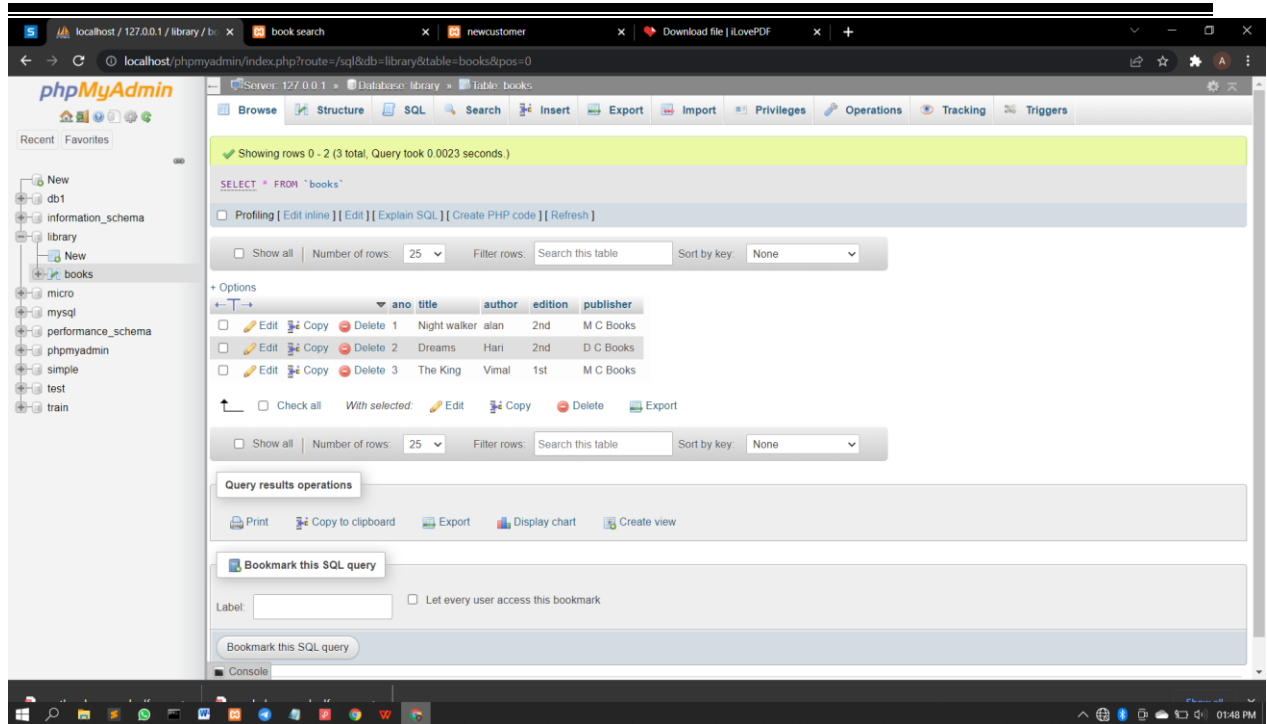 localhost / 127.0.0.1 / library / bo
book search
newcustomer
Download file | iLovePDF
localhost/phpmyadmin/index.php?route=/sql&db=library&table=books&pos=0
A
phpMyAdmin
Recent Favorites
New
db1
information_schema
library
New
books
micro
mysql
performance_schema
phpmyadmin
simple
test
train
Server: 127.0.0.1 » Database: library » Table: books
Browse Structure SQL Search Insert Export Import Privileges Operations Tracking Triggers
Showing rows 0 - 2 (3 total, Query took 0.0023 seconds.)
SELECT * FROM `books`
Profiling [ Edit inline ] [ Edit ] [ Explain SQL ] [ Create PHP code ] [ Refresh ]
Show all Number of rows: 25 Filter rows: Search this table Sort by key: None
+ Options
←T→ ano title author edition publisher
Edit Copy Delete 1 Night walker alan 2nd M C Books
Edit Copy Delete 2 Dreams Hari 2nd D C Books
Edit Copy Delete 3 The King Vimal 1st M C Books
Check all With selected: Edit Copy Delete Export
Show all Number of rows: 25 Filter rows: Search this table Sort by key: None
Query results operations
Print Copy to clipboard Export Display chart Create view
Bookmark this SQL query
Label: Let every user access this bookmark
Bookmark this SQL query
Console
01:48 PM